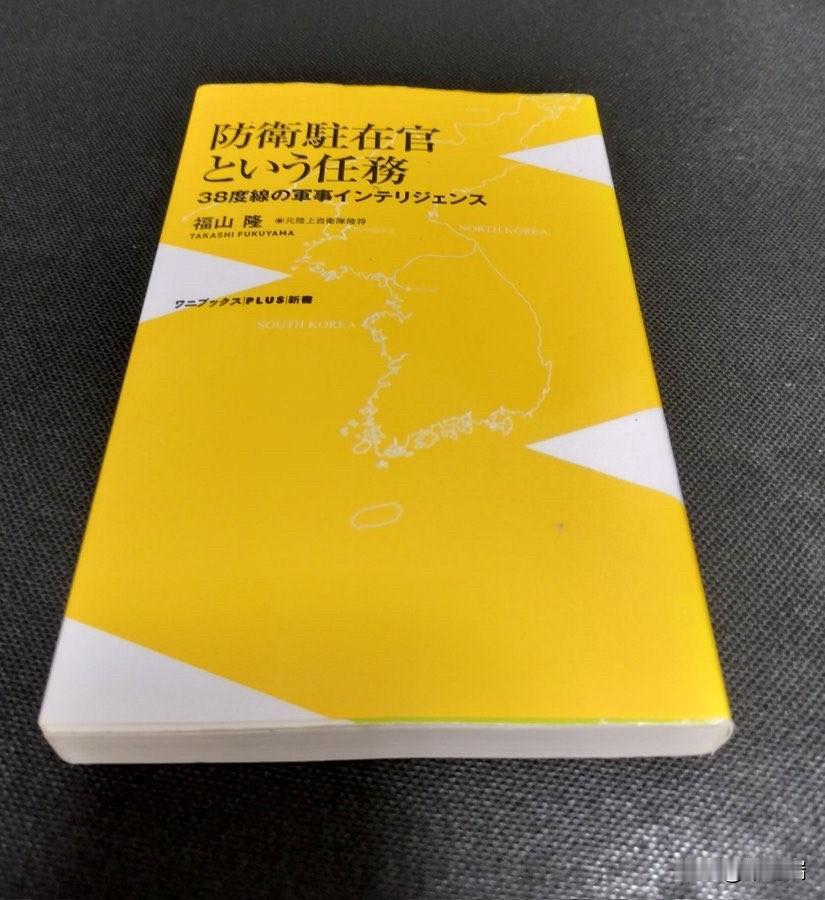 防衛駐在官
という任務
38度線の軍事インテリジェンス
福山 隆 ◉元陸上自衛隊陸将
TAKASHI FUKUYAMA
NORTH KOREA
ワニブックス|PLUS|新書
SOUTH KOREA